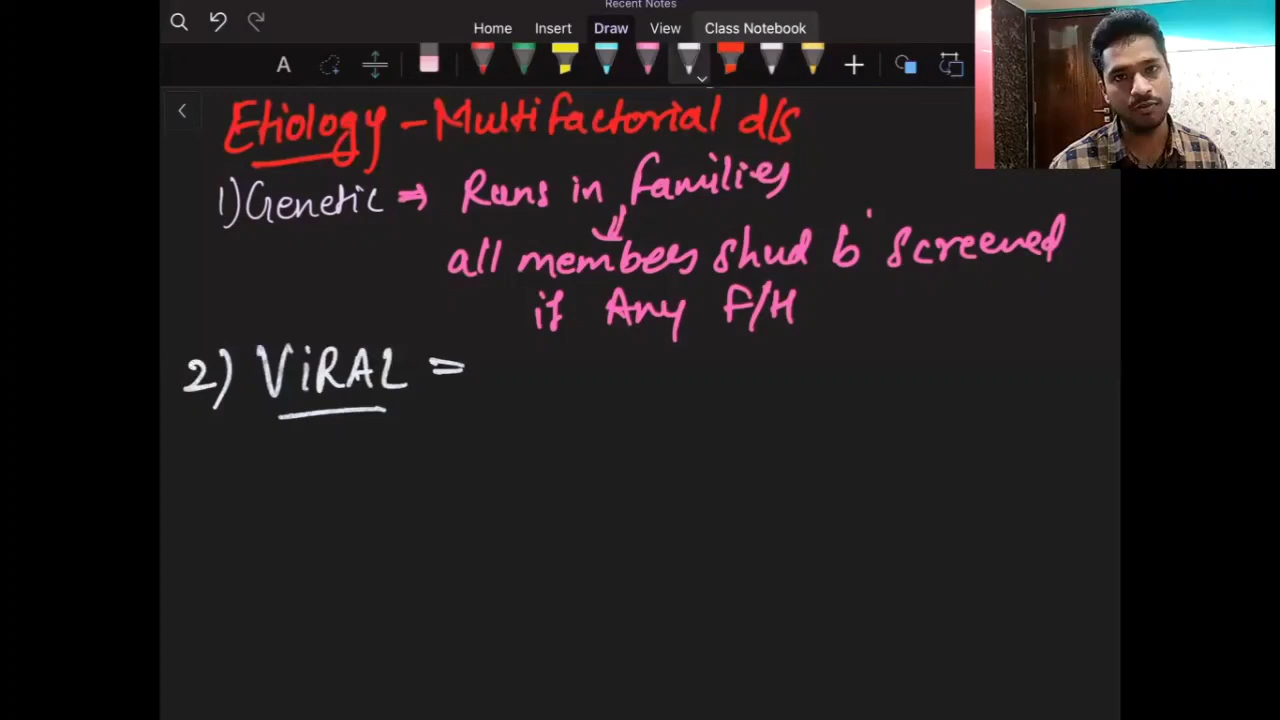 Recent Notes
Home Insert Draw View Class Notebook
A
Etiology - Multifactorial d/s
1) Genetic ⇒ Runs in families
all members shud b' screened
if Any F/H
2) ViRAL =